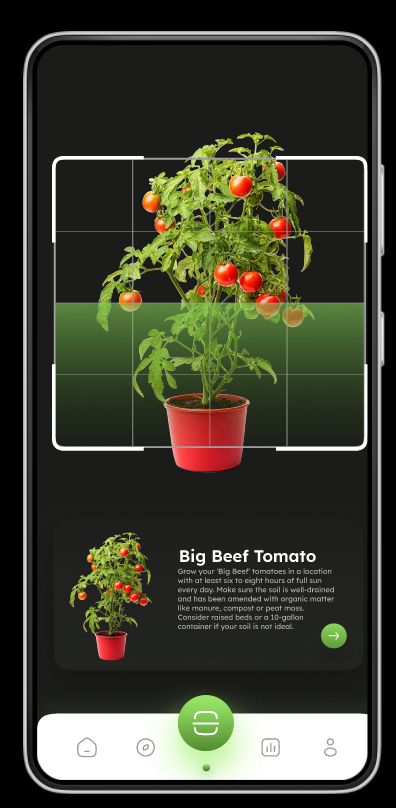 Big Beef Tomato
Grow your 'Big Beef' tomatoes in a location
with at least six to eight hours of full sun
every day. Make sure the soil is well-drained
and has been amended with organic matter
like manure, compost or peat moss.
Consider raised beds or a 10-gallon
container if your soil is not ideal.